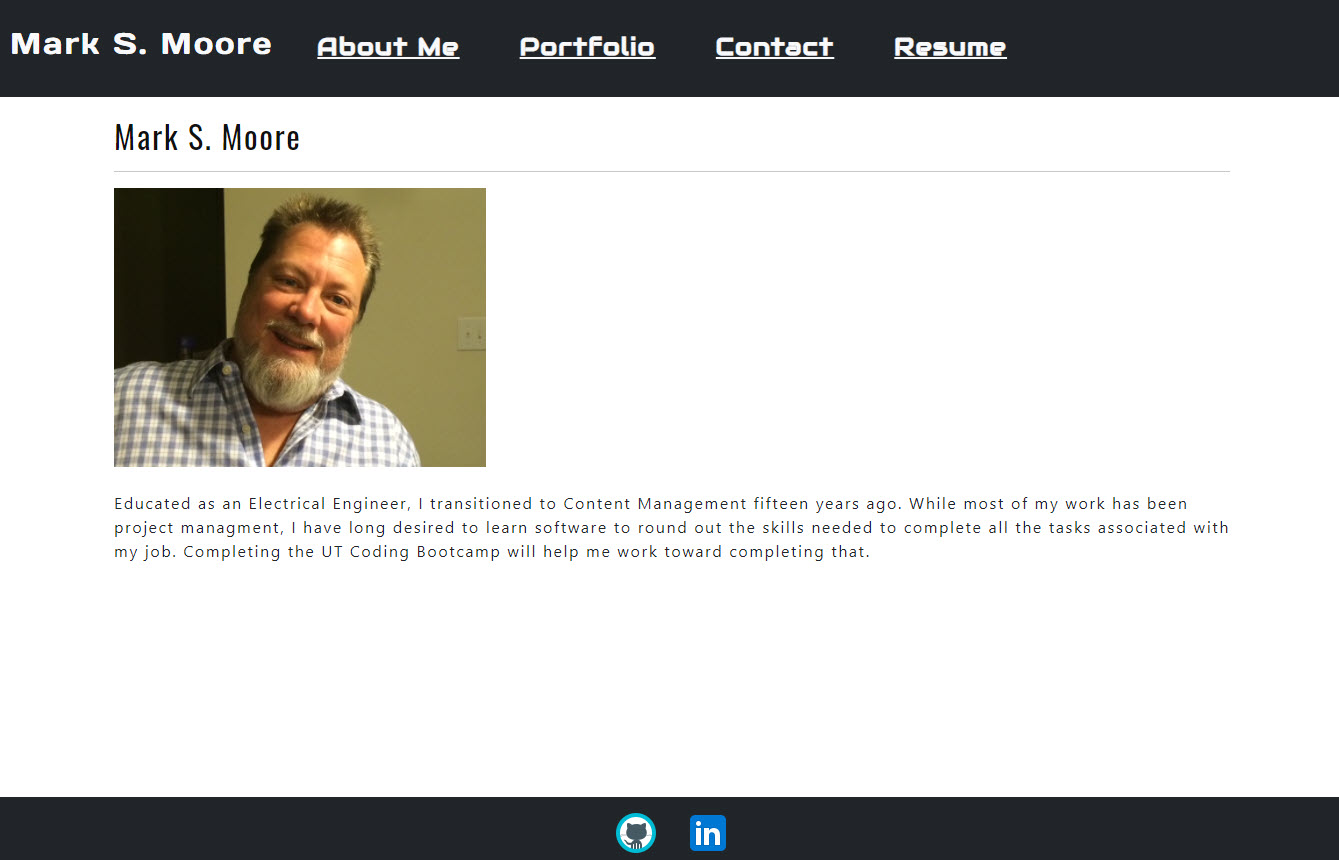 Mark S. Moore About Me Portfolio Contact Resume
Mark S. Moore
Educated as an Electrical Engineer, I transitioned to Content Management fifteen years ago. While most of my work has been
project managment, I have long desired to learn software to round out the skills needed to complete all the tasks associated with
my job. Completing the UT Coding Bootcamp will help me work toward completing that.
in